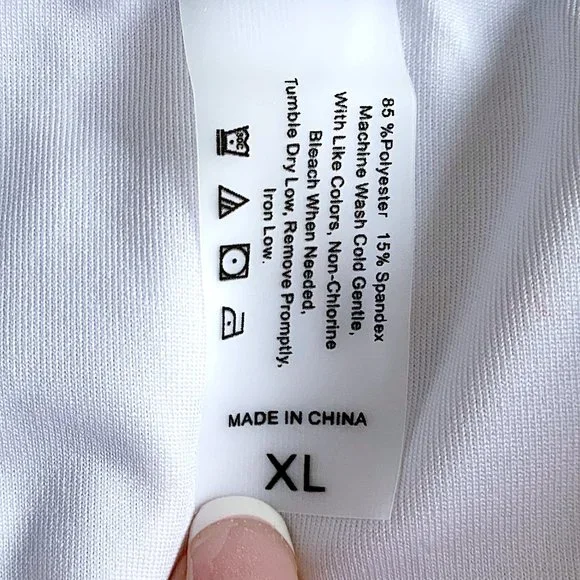 85 %Polyester 15% Spandex
Machine Wash Cold Gentle,
With Like Colors, Non-Chlorine
Bleach When Needed,
Tumble Dry Low, Remove Promptly,
Iron Low.
MADE IN CHINA
XL